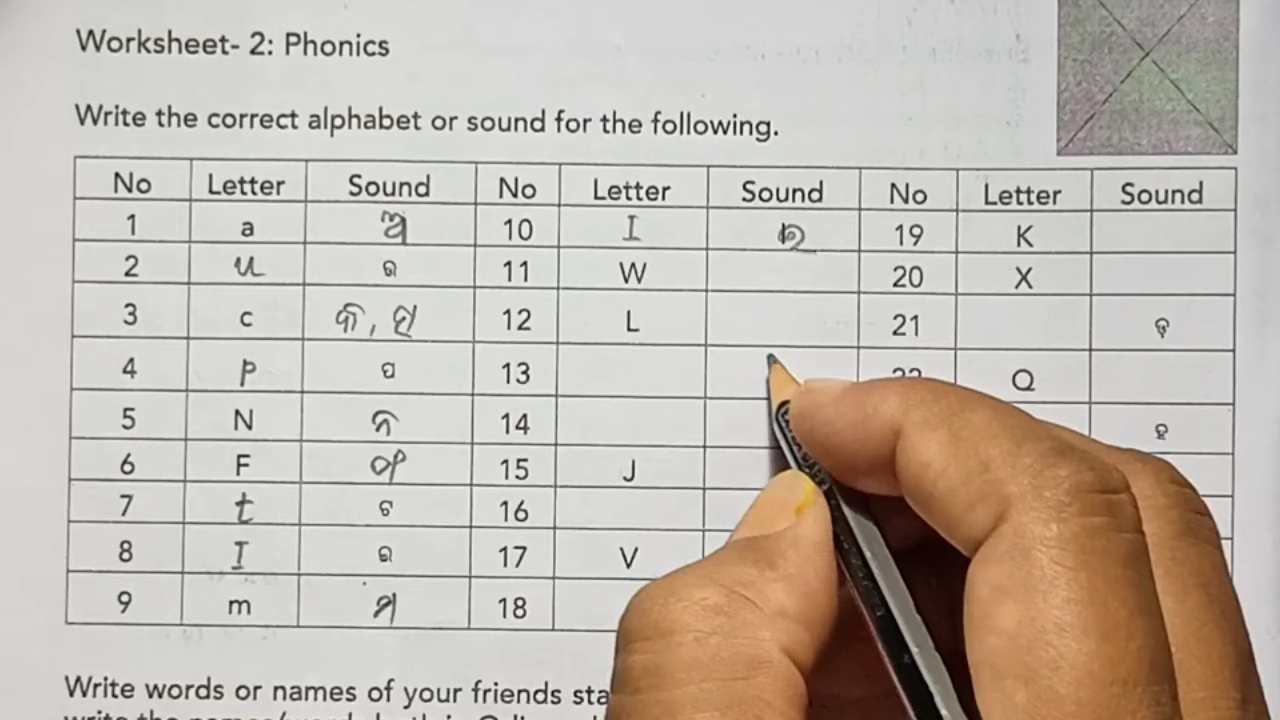 Worksheet- 2: Phonics
Write the correct alphabet or sound for the following.
No Letter Sound No Letter Sound No Letter Sound
1 a ଅ 10 I ଇ 19 K
2 u 11 W 20 X
3 c କ, ସ 12 L 21
4 p ପ 13 Q
5 N ନ 14
6 F ଫ 15 J
7 t ଟ 16
8 I ଇ 17 V
9 m ମ 18
Write words or names of your friends